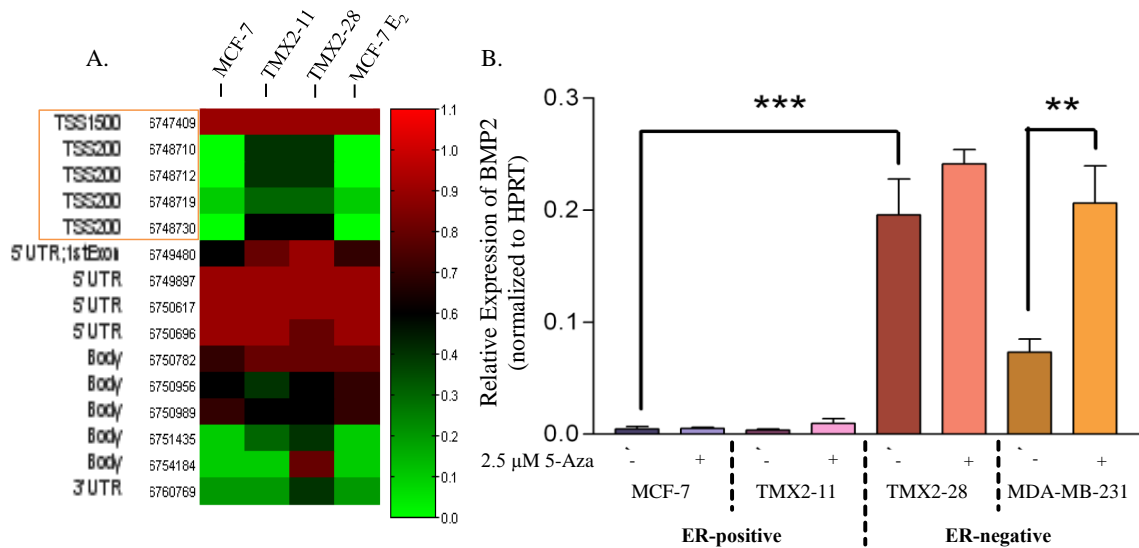 A.
MCF-7
TMX2-11
TMX2-28
MCF-7 E2
TSS1500 6747409
TSS200 6748710
TSS200 6748712
TSS200 6748719
TSS200 6748730
5'UTR;1stExon 6749480
5'UTR 6749897
5'UTR 6750617
5'UTR 6750696
Body 6750782
Body 6750956
Body 6750989
Body 6751435
Body 6754184
3'UTR 6760769
1.1
1.0
0.9
0.8
0.7
0.6
0.5
0.4
0.3
0.2
0.1
0.0
B.
Relative Expression of BMP2
(normalized to HPRT)
0.3
0.2
0.1
0.0
***
**
2.5 µM 5-Aza `- + `- + `- + `- +
MCF-7 TMX2-11 TMX2-28 MDA-MB-231
ER-positive ER-negative